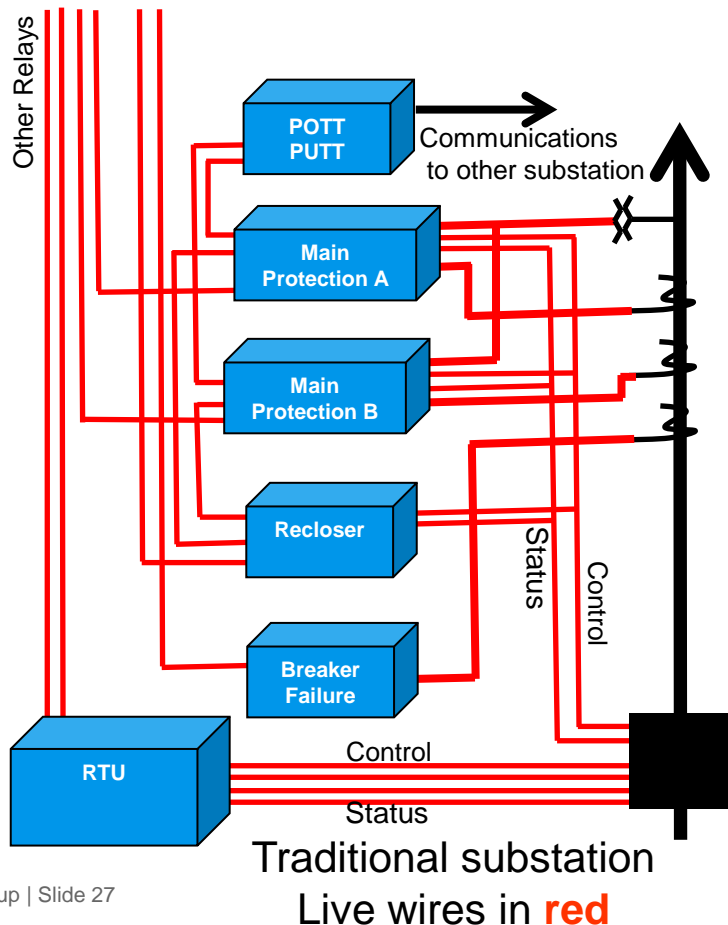 Other Relays
POTT
PUTT
Communications
to other substation
Main
Protection A
Main
Protection B
Recloser
Status
Control
Breaker
Failure
RTU
Control
Status
Traditional substation
up | Slide 27
Live wires in red